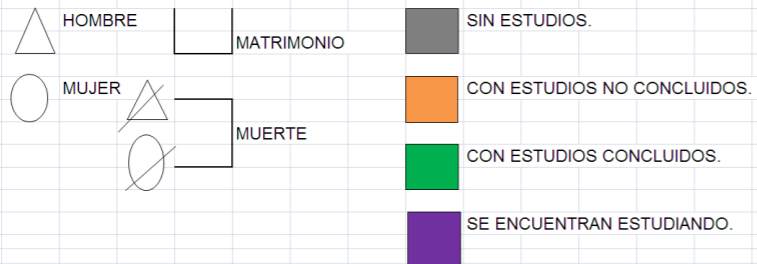 HOMBRE
MATRIMONIO
MUJER
MUERTE
SIN ESTUDIOS.
CON ESTUDIOS NO CONCLUIDOS.
CON ESTUDIOS CONCLUIDOS.
SE ENCUENTRAN ESTUDIANDO.